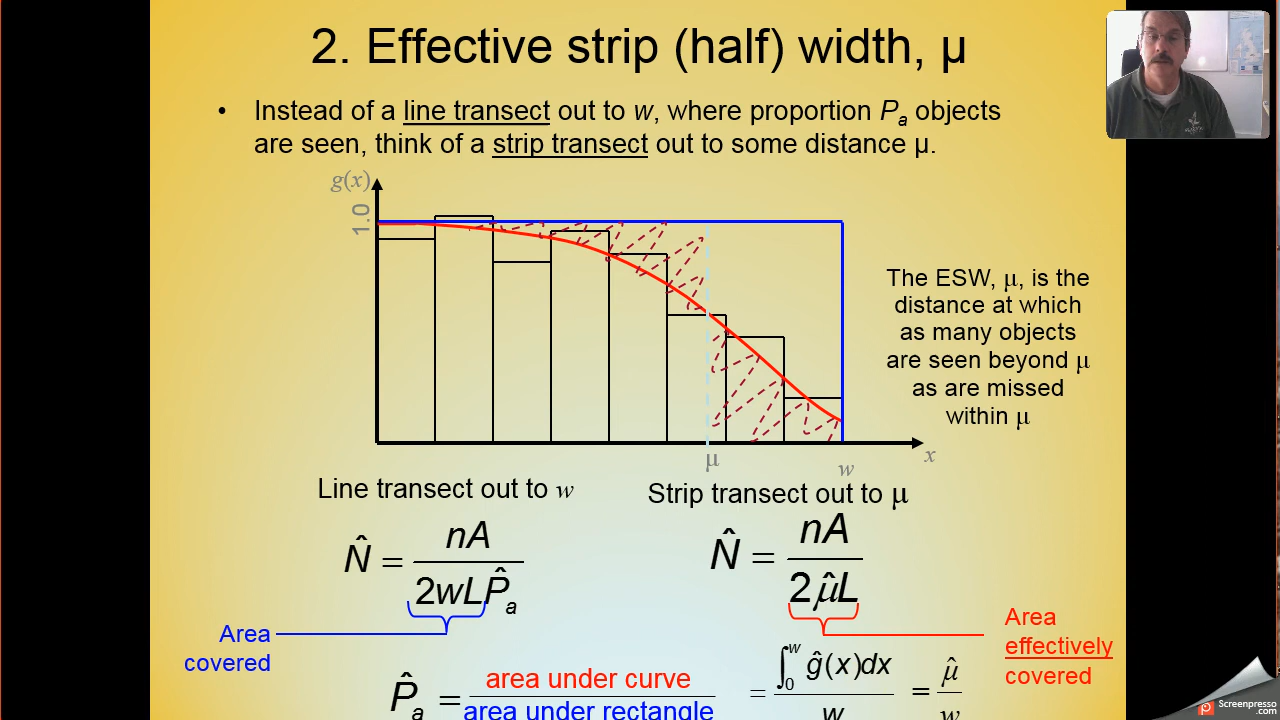 2. Effective strip (half) width, μ
• Instead of a line transect out to w, where proportion Pₐ objects
are seen, think of a strip transect out to some distance μ.
g(x)
1.0
The ESW, μ, is the
distance at which
as many objects
are seen beyond μ
as are missed
within μ
μ
w
x
Line transect out to w
Strip transect out to μ
N̂ = nA / 2wLP̂ₐ
N̂ = nA / 2μ̂L
Area
covered
Area
effectively
covered
P̂ₐ = area under curve / area under rectangle = ∫₀ʷ ĝ(x)dx / w = μ̂ / w
Screenpresso
.com